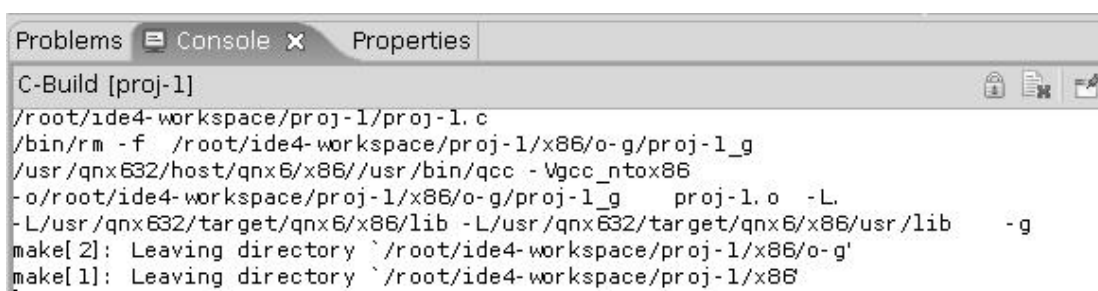 Problems Console Properties
C-Build [proj-1]
/root/ide4-workspace/proj-1/proj-1.c
/bin/rm -f  /root/ide4-workspace/proj-1/x86/o-g/proj-1_g
/usr/qnx632/host/qnx6/x86//usr/bin/qcc -Vgcc_ntox86
-o/root/ide4-workspace/proj-1/x86/o-g/proj-1_g    proj-1.o  -L.
-L/usr/qnx632/target/qnx6/x86/lib -L/usr/qnx632/target/qnx6/x86/usr/lib    -g
make[2]: Leaving directory `/root/ide4-workspace/proj-1/x86/o-g'
make[1]: Leaving directory `/root/ide4-workspace/proj-1/x86'